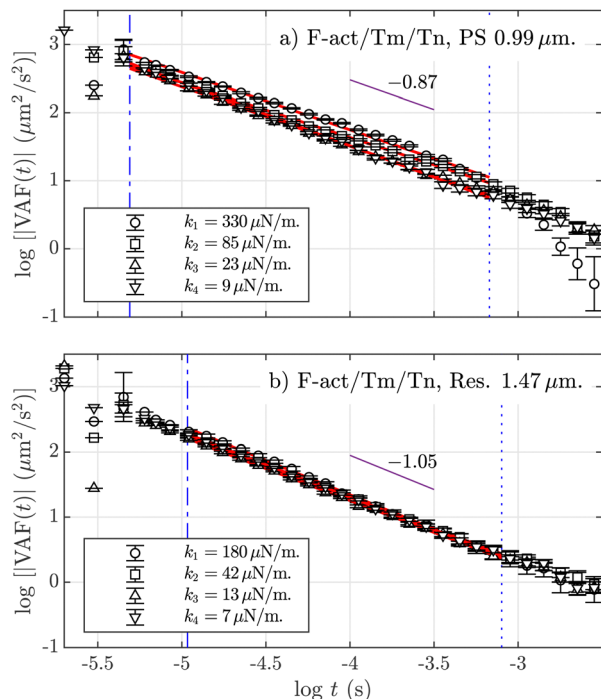 a) F-act/Tm/Tn, PS 0.99 μm.
−0.87
log [|VAF(t)| (μm²/s²)]
3
2
1
0
-1
k₁ = 330 μN/m.
k₂ = 85 μN/m.
k₃ = 23 μN/m.
k₄ = 9 μN/m.
b) F-act/Tm/Tn, Res. 1.47 μm.
−1.05
log [|VAF(t)| (μm²/s²)]
3
2
1
0
-1
k₁ = 180 μN/m.
k₂ = 42 μN/m.
k₃ = 13 μN/m.
k₄ = 7 μN/m.
-5.5 -5 -4.5 -4 -3.5 -3
log t (s)